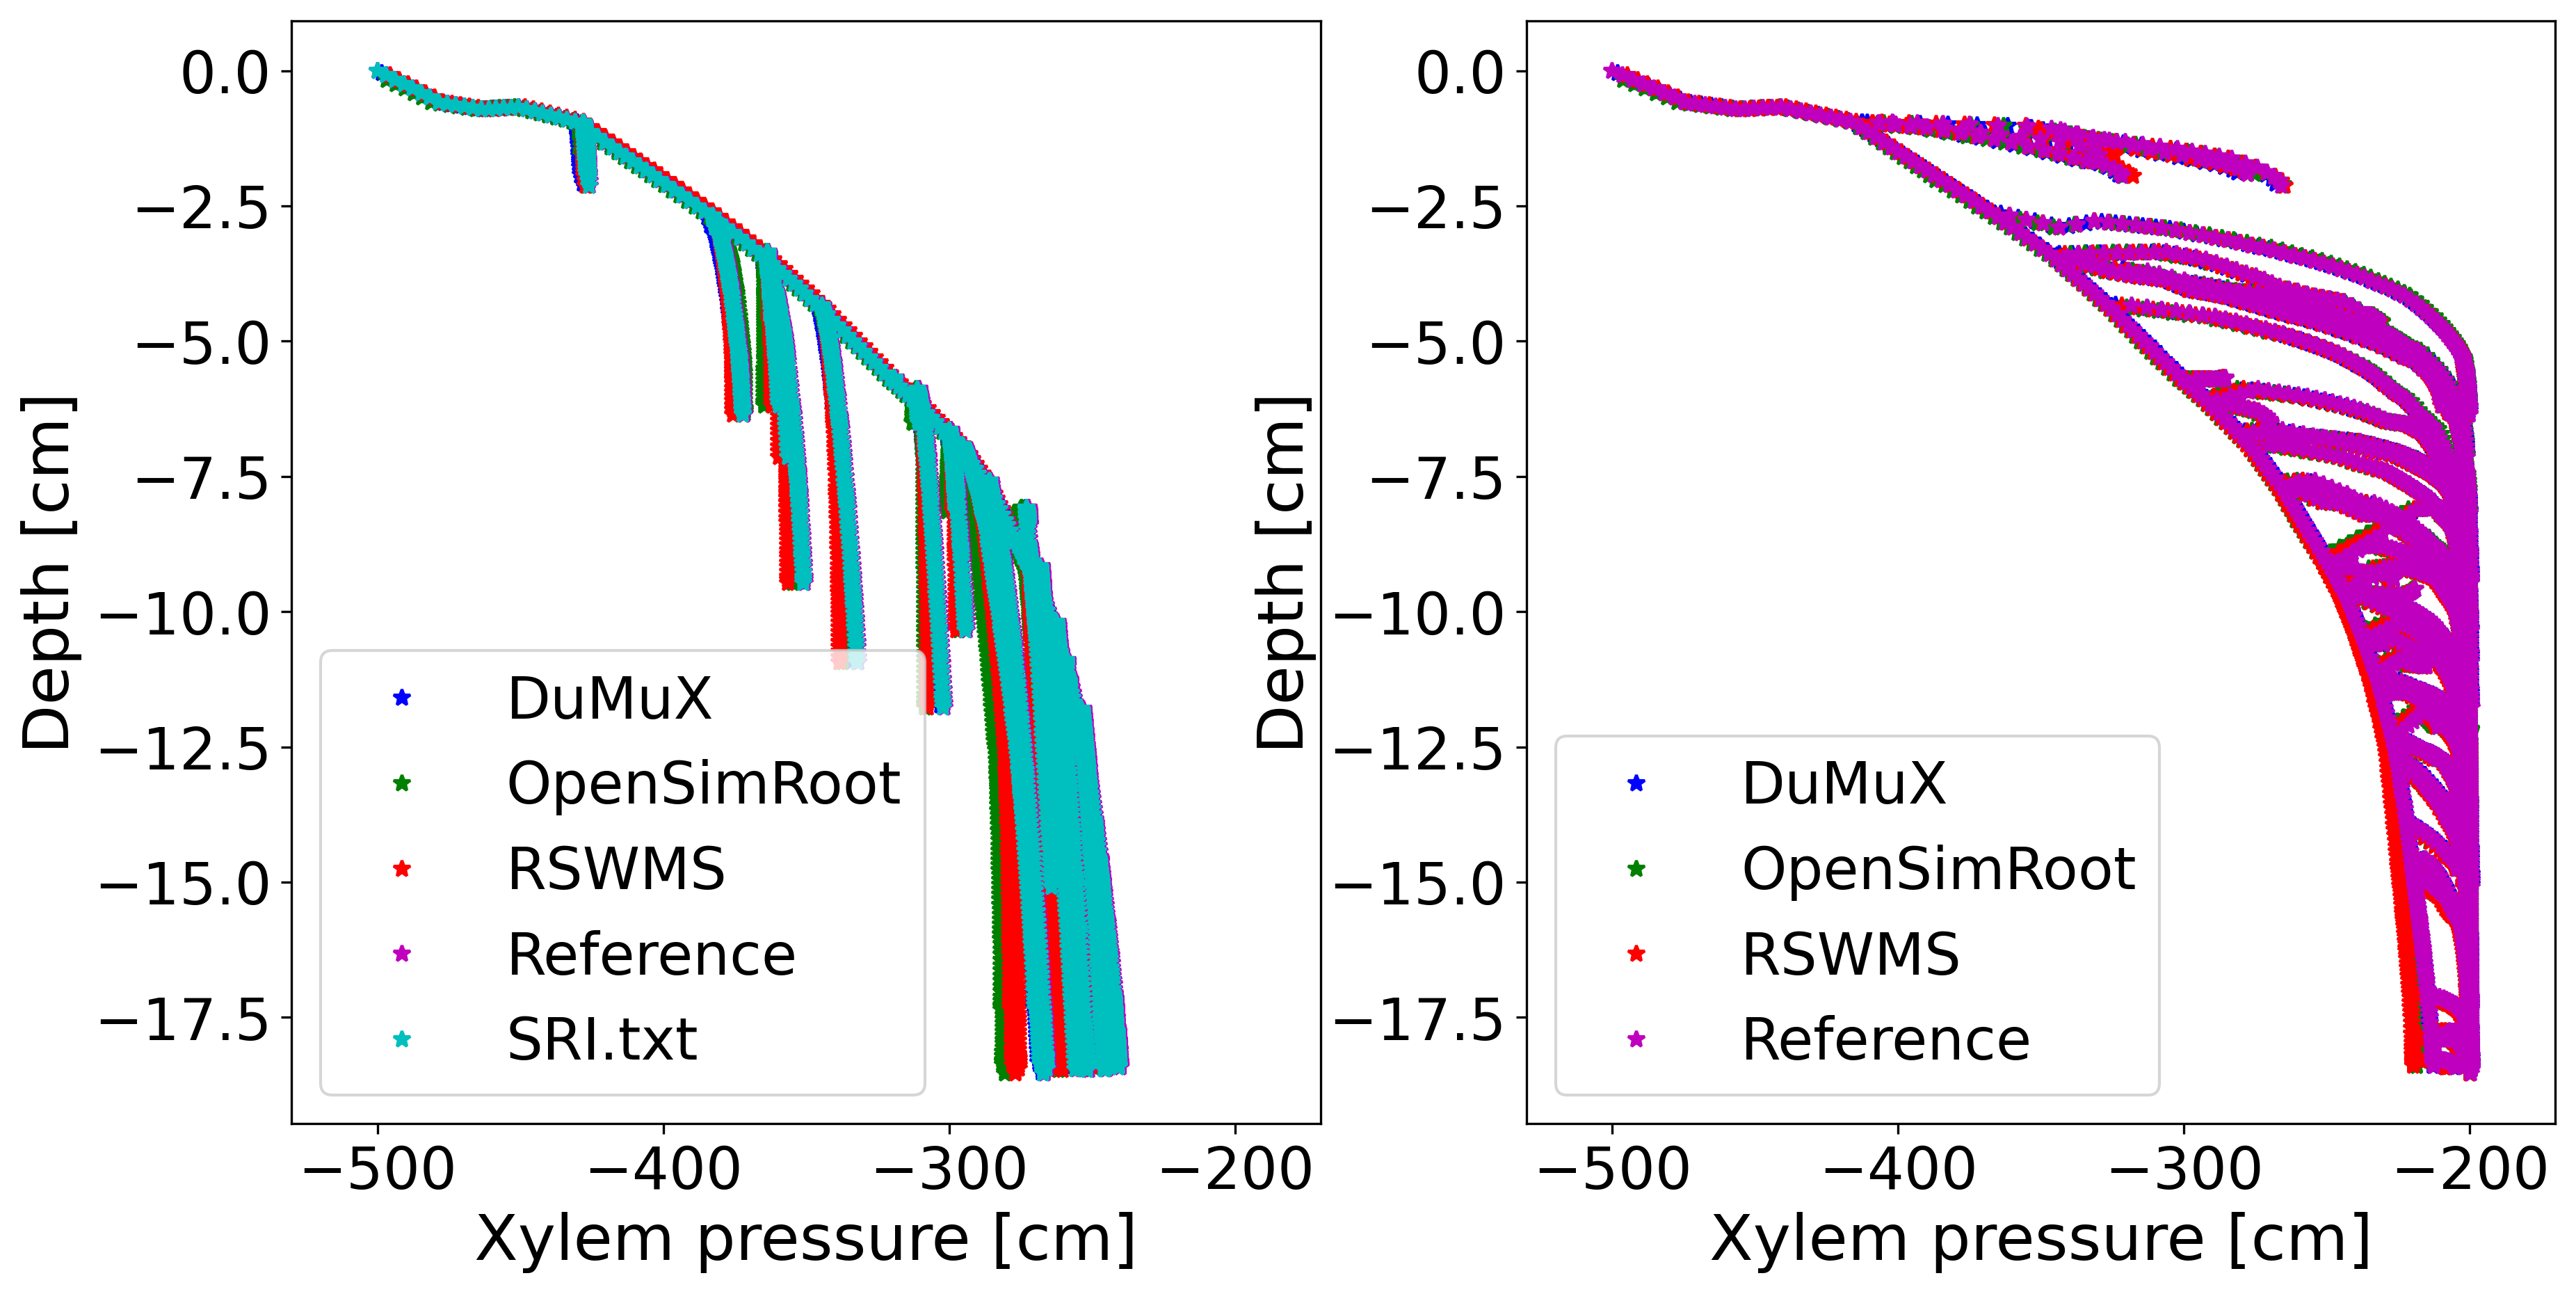 Depth [cm]
0.0
−2.5
−5.0
−7.5
−10.0
−12.5
−15.0
−17.5
DuMuX
OpenSimRoot
RSWMS
Reference
SRI.txt
−500
−400
−300
−200
Xylem pressure [cm]
Depth [cm]
0.0
−2.5
−5.0
−7.5
−10.0
−12.5
−15.0
−17.5
DuMuX
OpenSimRoot
RSWMS
Reference
−500
−400
−300
−200
Xylem pressure [cm]